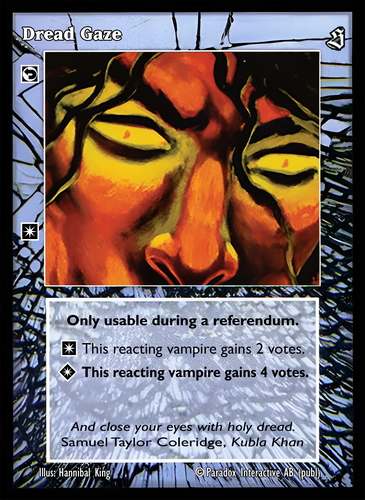 Dread Gaze
Only usable during a referendum.
This reacting vampire gains 2 votes.
This reacting vampire gains 4 votes.
And close your eyes with holy dread.
Samuel Taylor Coleridge, Kubla Khan
Illus: Hannibal King © Paradox Interactive AB (publ)